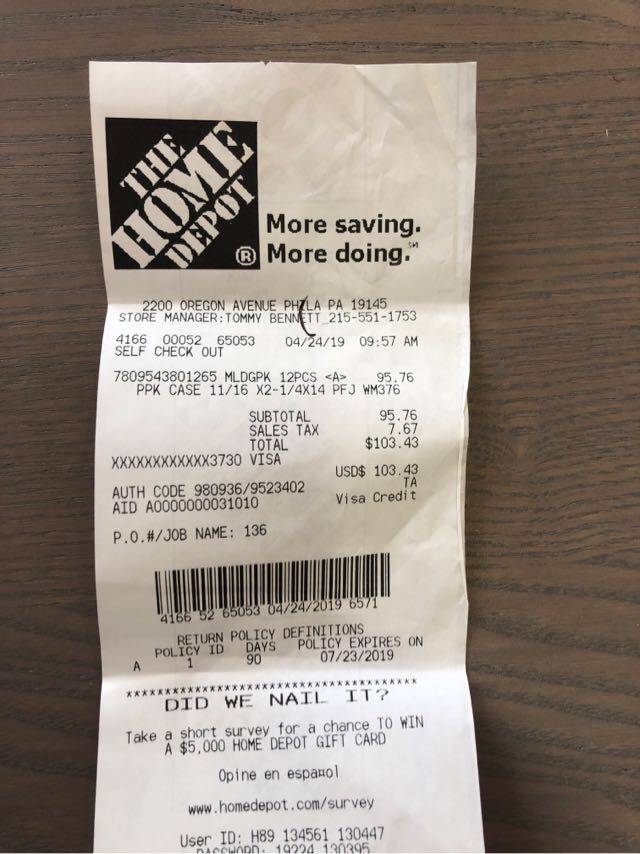 THE
HOME
DEPOT
®
More saving.
More doing.℠
2200 OREGON AVENUE PHILA PA 19145
STORE MANAGER:TOMMY BENNETT 215-551-1753
4166 00052 65053 04/24/19 09:57 AM
SELF CHECK OUT
7809543801265 MLDGPK 12PCS <A> 95.76
PPK CASE 11/16 X2-1/4X14 PFJ WM376
SUBTOTAL 95.76
SALES TAX 7.67
TOTAL $103.43
XXXXXXXXXXXX3730 VISA
USD$ 103.43
AUTH CODE 980936/9523402 TA
AID A0000000031010 Visa Credit
P.O.#/JOB NAME: 136
4166 52 65053 04/24/2019 6571
RETURN POLICY DEFINITIONS
POLICY ID DAYS POLICY EXPIRES ON
A 1 90 07/23/2019
*****************************************
DID WE NAIL IT?
Take a short survey for a chance TO WIN
A $5,000 HOME DEPOT GIFT CARD
Opine en español
www.homedepot.com/survey
User ID: H89 134561 130447
PASSWORD: 19224 130395